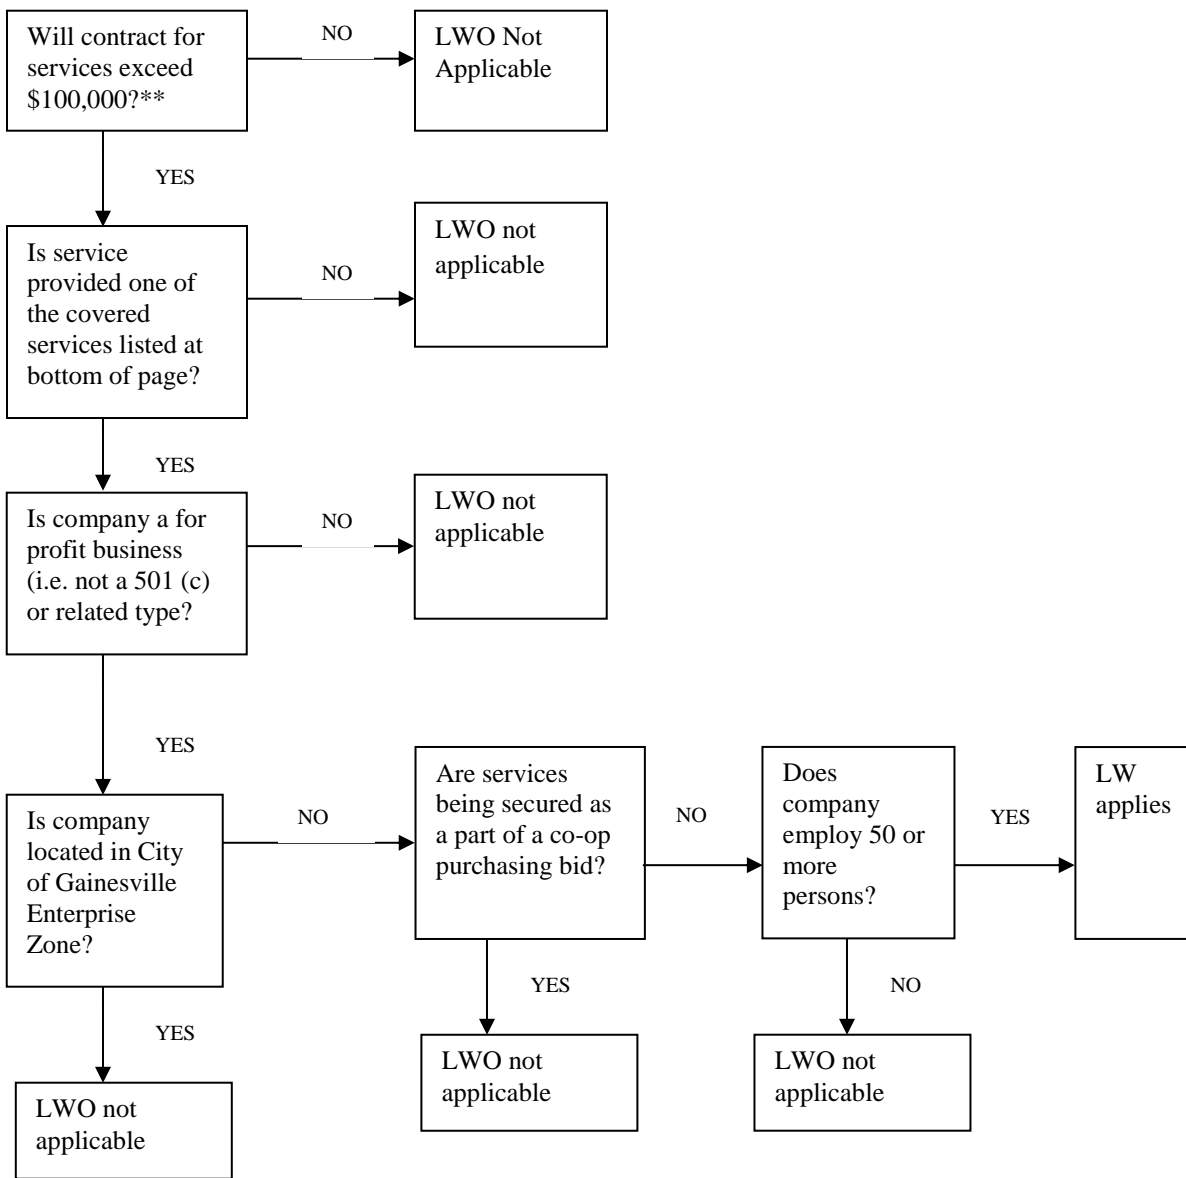 Will contract for
services exceed
$100,000?**
NO
LWO Not
Applicable
YES
Is service
provided one of
the covered
services listed at
bottom of page?
NO
LWO not
applicable
YES
Is company a for
profit business
(i.e. not a 501 (c)
or related type?
NO
LWO not
applicable
YES
Is company
located in City
of Gainesville
Enterprise
Zone?
NO
Are services
being secured as
a part of a co-op
purchasing bid?
NO
Does
company
employ 50 or
more
persons?
YES
LW
applies
YES
LWO not
applicable
YES
LWO not
applicable
NO
LWO not
applicable